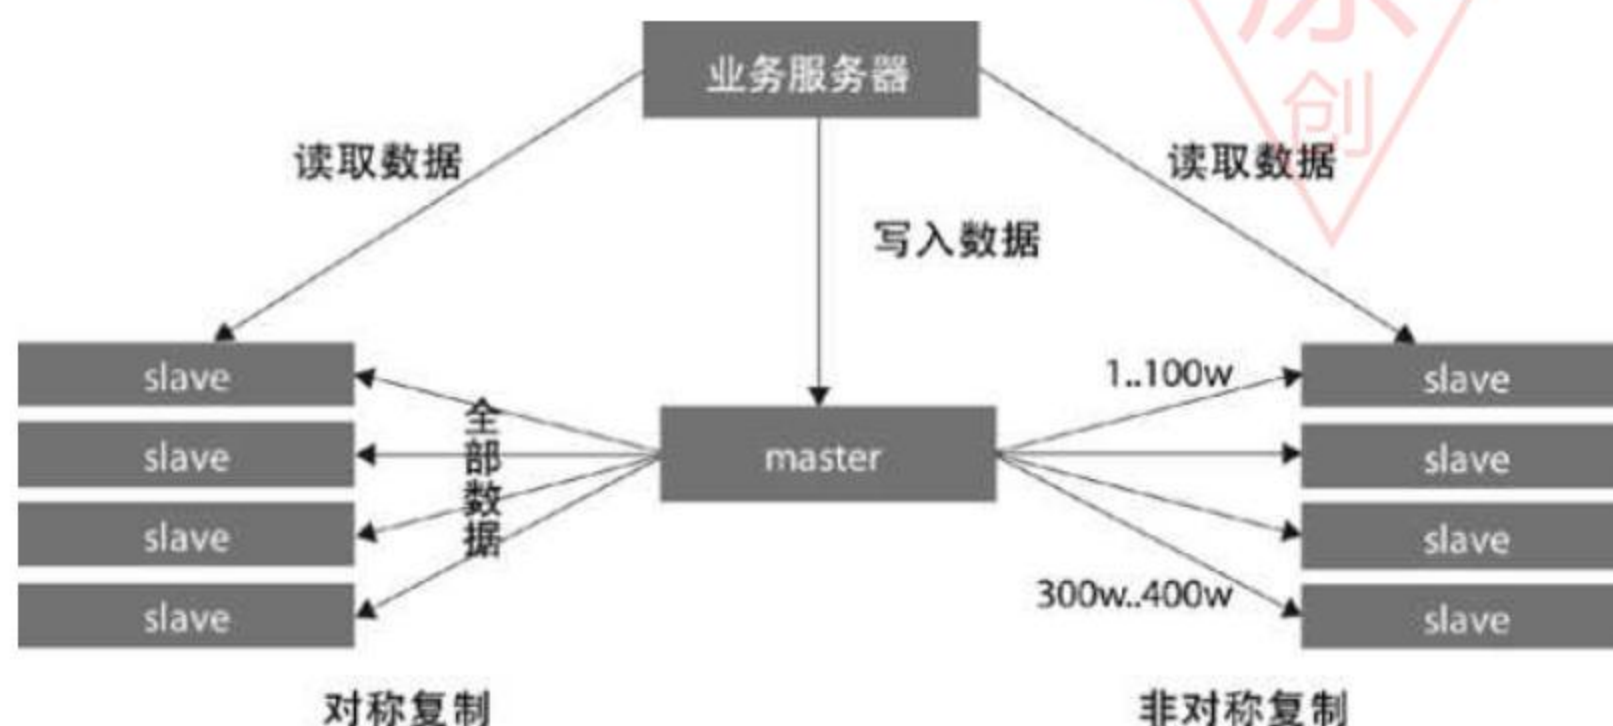 业务服务器
读取数据
读取数据
写入数据
slave
slave
slave
slave
全部数据
master
1..100w
300w..400w
slave
slave
slave
slave
对称复制
非对称复制
创